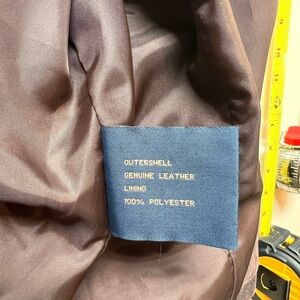 OUTERSHELL
GENUINE LEATHER
LINING
100% POLYESTER